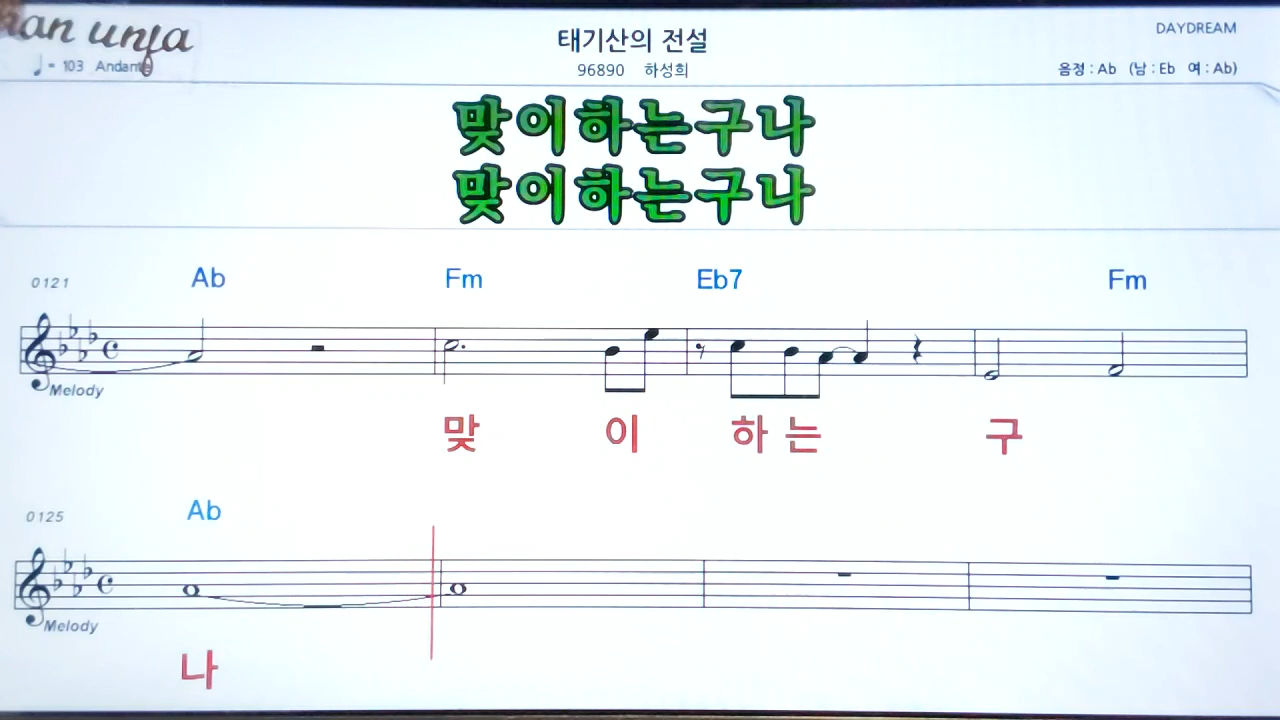 태기산의 전설
DAYDREAM
♩= 103 Andante
96890 하성희
음정 : Ab (남 : Eb 여 : Ab)
맞이하는구나
맞이하는구나
0121 Ab Fm Eb7 Fm
Melody
맞 이 하 는 구
0125 Ab
Melody
나